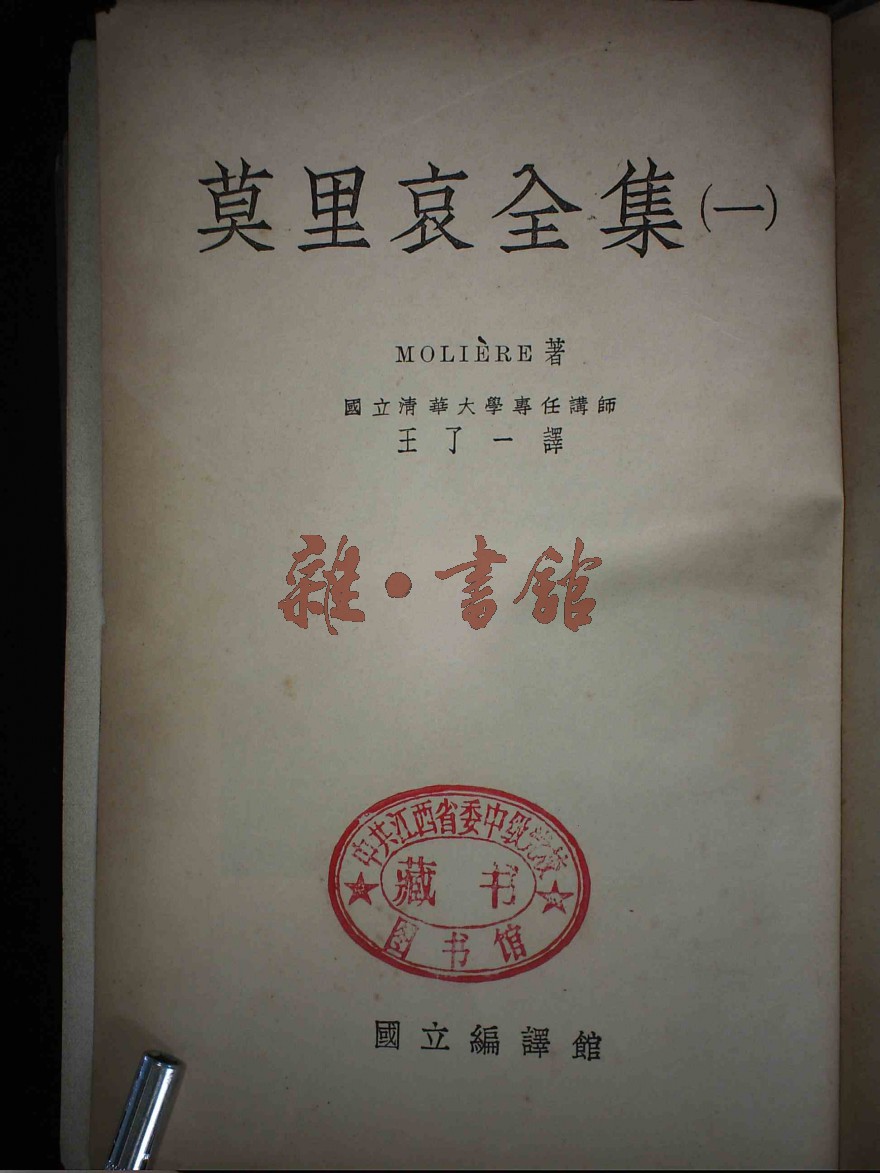 莫里哀全集(一)
MOLIÈRE 著
國立清華大學專任講師
王了一譯
雜·書館
中共江西省委中级党校
藏书
图书馆
國立編譯館